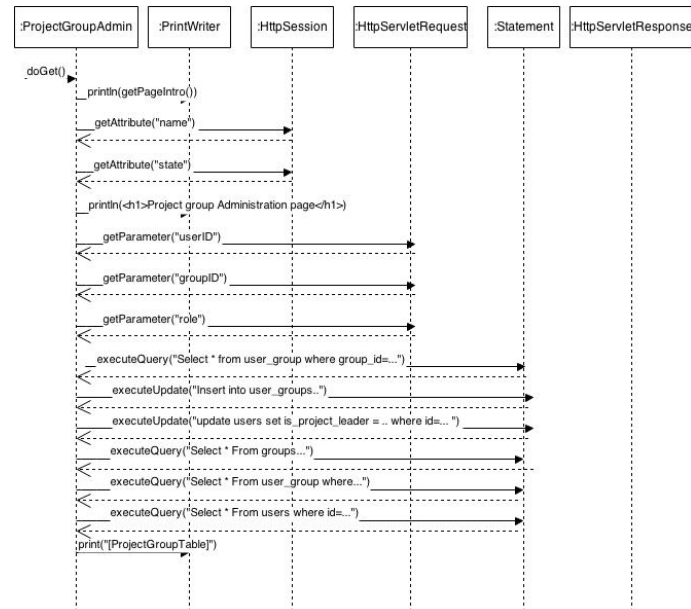 :ProjectGroupAdmin :PrintWriter :HttpSession :HttpServletRequest :Statement :HttpServletResponse
doGet()
println(getPageIntro())
getAttribute("name")
getAttribute("state")
println(<h1>Project group Administration page</h1>)
getParameter("userID")
getParameter("groupID")
getParameter("role")
executeQuery("Select * from user_group where group_id=...")
executeUpdate("Insert into user_groups..")
executeUpdate("update users set is_project_leader = .. where id=... ")
executeQuery("Select * From groups...")
executeQuery("Select * From user_group where...")
executeQuery("Select * From users where id=...")
print("[ProjectGroupTable]")